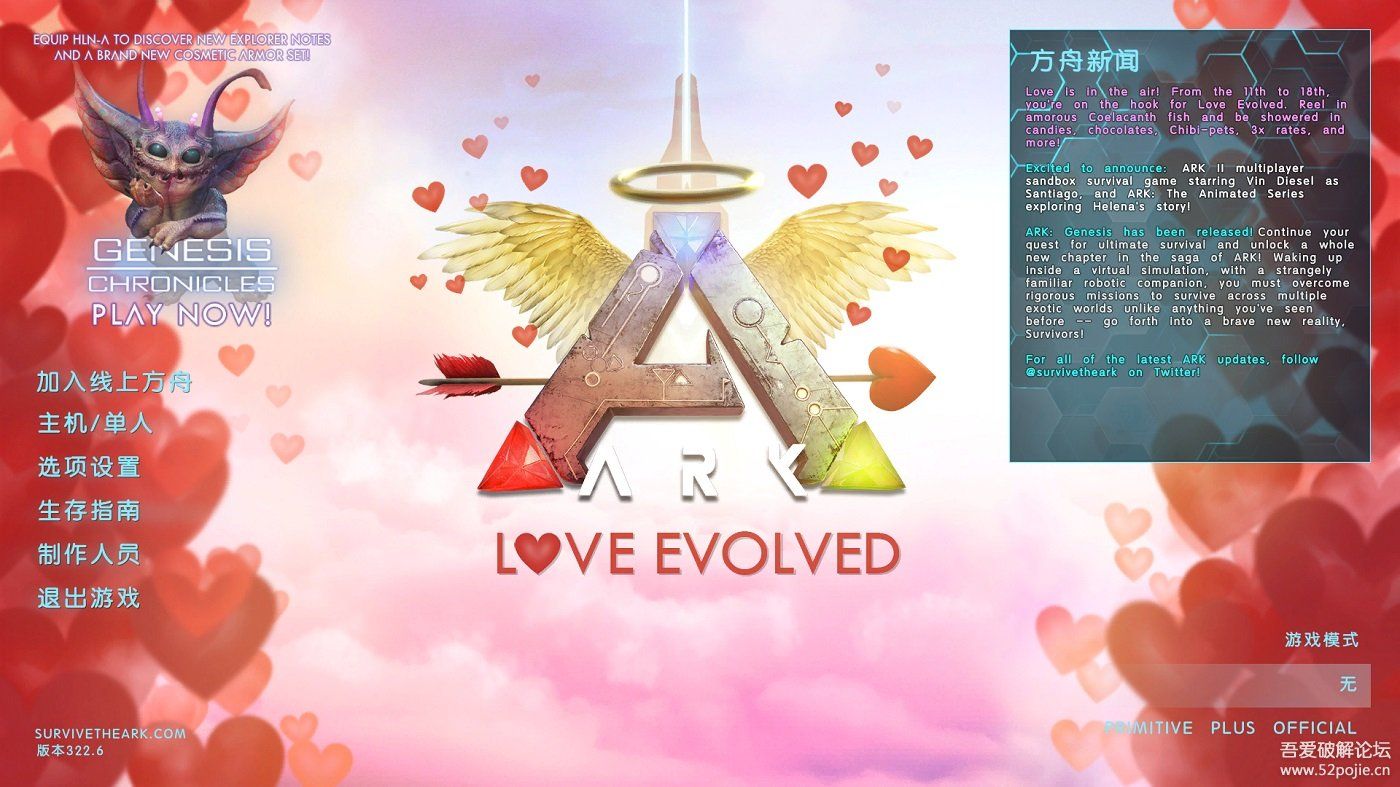 EQUIP HLN-A TO DISCOVER NEW EXPLORER NOTES
AND A BRAND NEW COSMETIC ARMOR SET!
GENESIS
CHRONICLES
PLAY NOW!
加入线上方舟
主机/单人
选项设置
生存指南
制作人员
退出游戏
SURVIVETHEARK.COM
版本322.6
ARK
LOVE EVOLVED
方舟新闻
Love is in the air! From the 11th to 18th,
you're on the hook for Love Evolved. Reel in
amorous Coelacanth fish and be showered in
candies, chocolates, Chibi-pets, 3x rates, and
more!
Excited to announce: ARK II multiplayer
sandbox survival game starring Vin Diesel as
Santiago, and ARK: The Animated Series
exploring Helena's story!
ARK: Genesis has been released! Continue your
quest for ultimate survival and unlock a whole
new chapter in the saga of ARK! Waking up
inside a virtual simulation, with a strangely
familiar robotic companion, you must overcome
rigorous missions to survive across multiple
exotic worlds unlike anything you've seen
before -- go forth into a brave new reality,
Survivors!
For all of the latest ARK updates, follow
@survivetheark on Twitter!
游戏模式
无
PRIMITIVE PLUS OFFICIAL
吾爱破解论坛
www.52pojie.cn